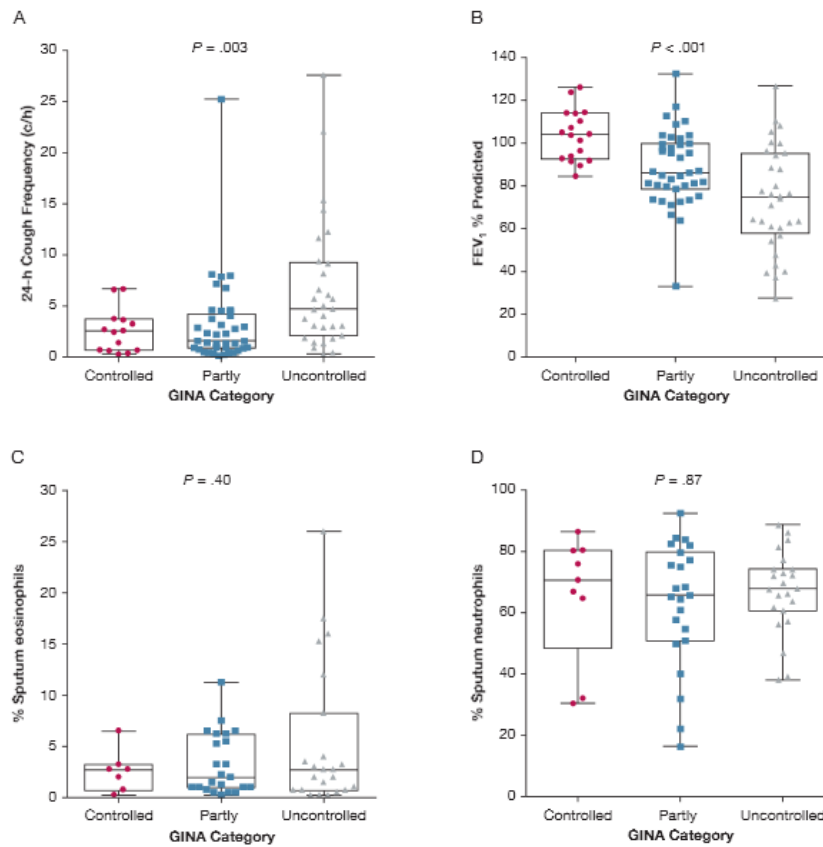 A
P = .003
30
25
20
15
10
5
0
24-h Cough Frequency (c/h)
Controlled Partly Uncontrolled
GINA Category
B
P < .001
140
120
100
80
60
40
20
0
FEV₁ % Predicted
Controlled Partly Uncontrolled
GINA Category
C
P = .40
30
25
20
15
10
5
0
% Sputum eosinophils
Controlled Partly Uncontrolled
GINA Category
D
P = .87
100
80
60
40
20
0
% Sputum neutrophils
Controlled Partly Uncontrolled
GINA Category